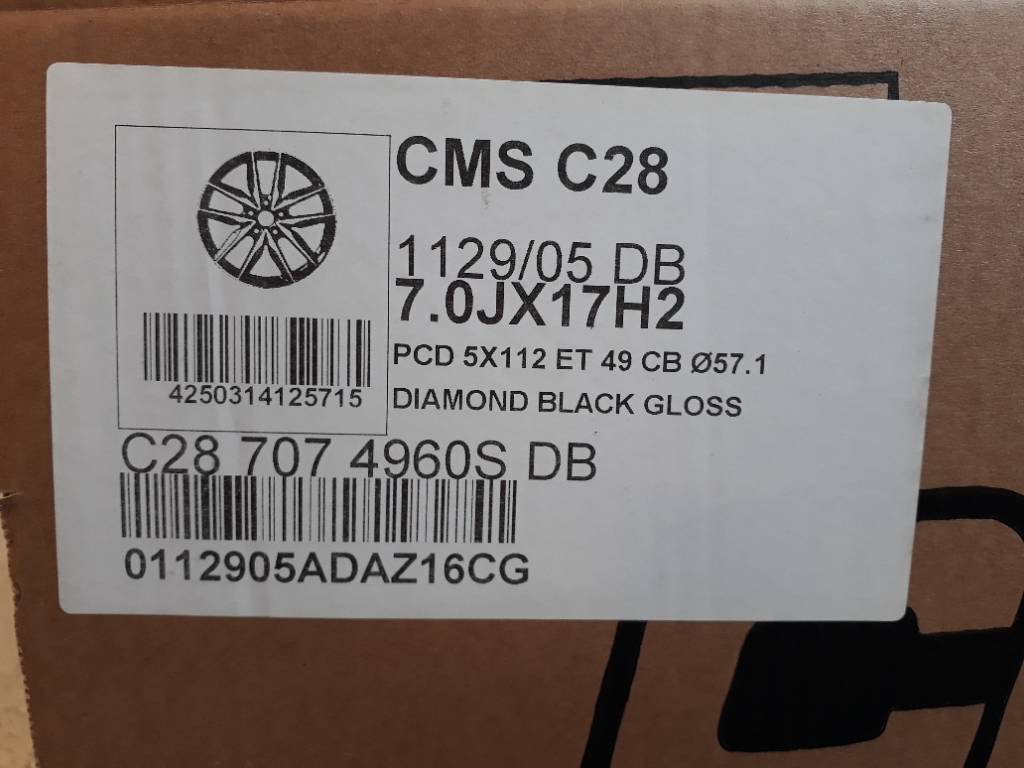 CMS C28
1129/05 DB
7.0JX17H2
PCD 5X112 ET 49 CB Ø57.1
DIAMOND BLACK GLOSS
4250314125715
C28 707 4960S DB
0112905ADAZ16CG